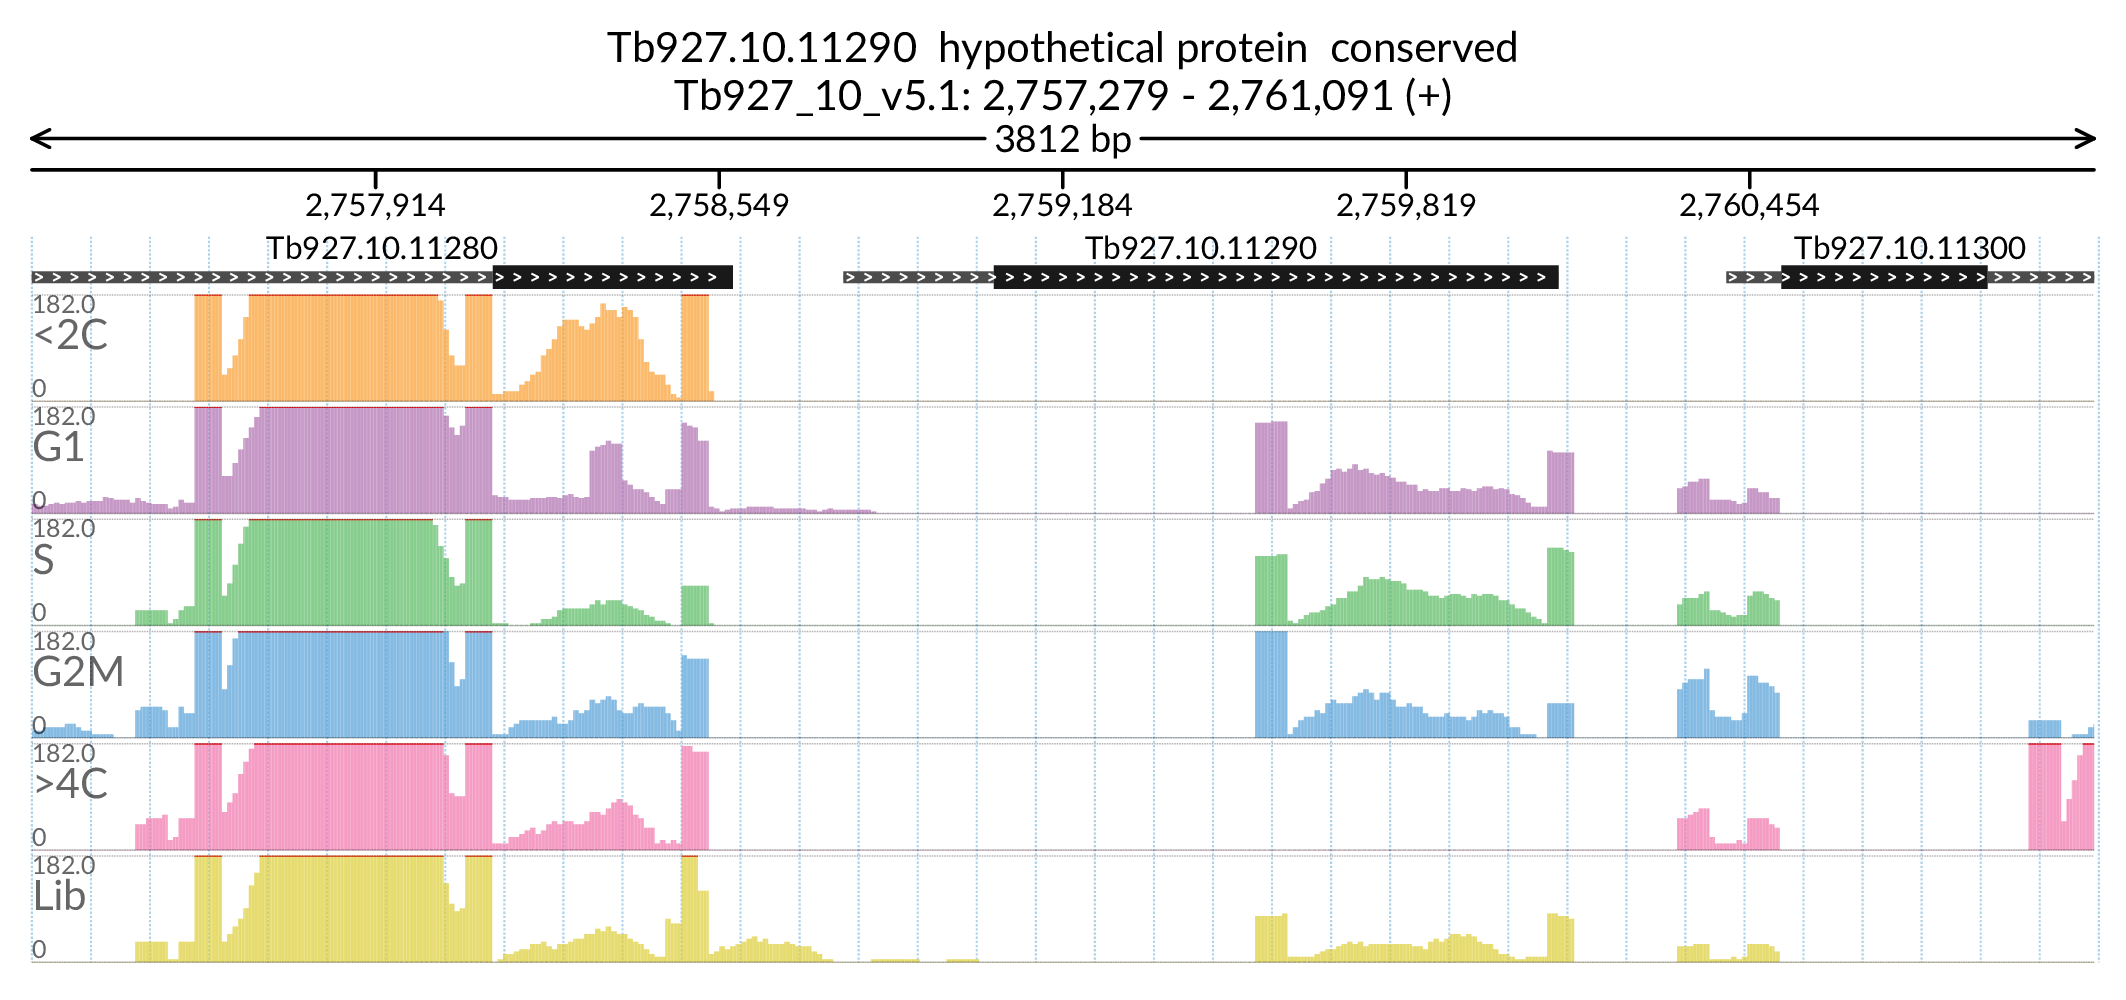 Tb927.10.11290 hypothetical protein conserved
Tb927_10_v5.1: 2,757,279 - 2,761,091 (+)
3812 bp
2,757,914 2,758,549 2,759,184 2,759,819 2,760,454
Tb927.10.11280 Tb927.10.11290 Tb927.10.11300
182.0
<2C
0
182.0
G1
0
182.0
S
0
182.0
G2M
0
182.0
>4C
0
182.0
Lib
0